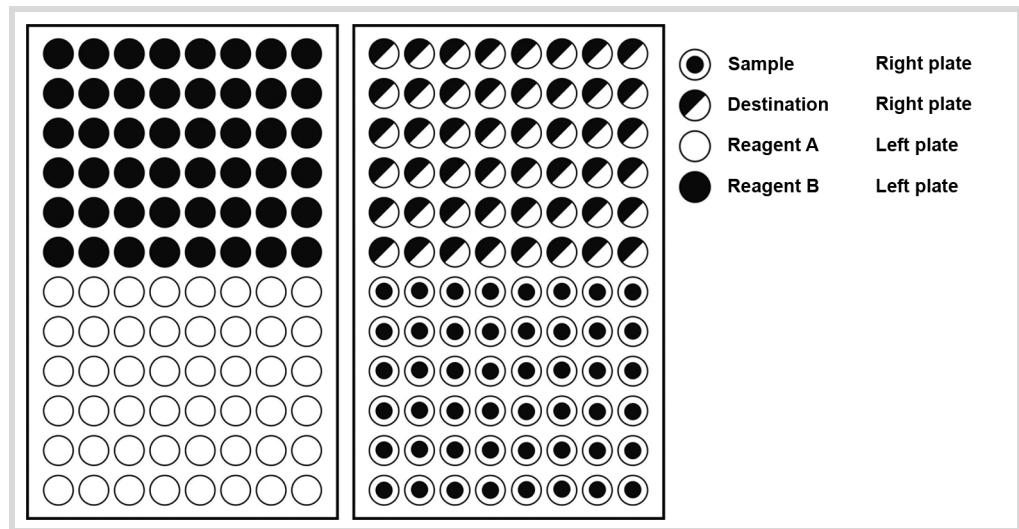 Sample Right plate
Destination Right plate
Reagent A Left plate
Reagent B Left plate